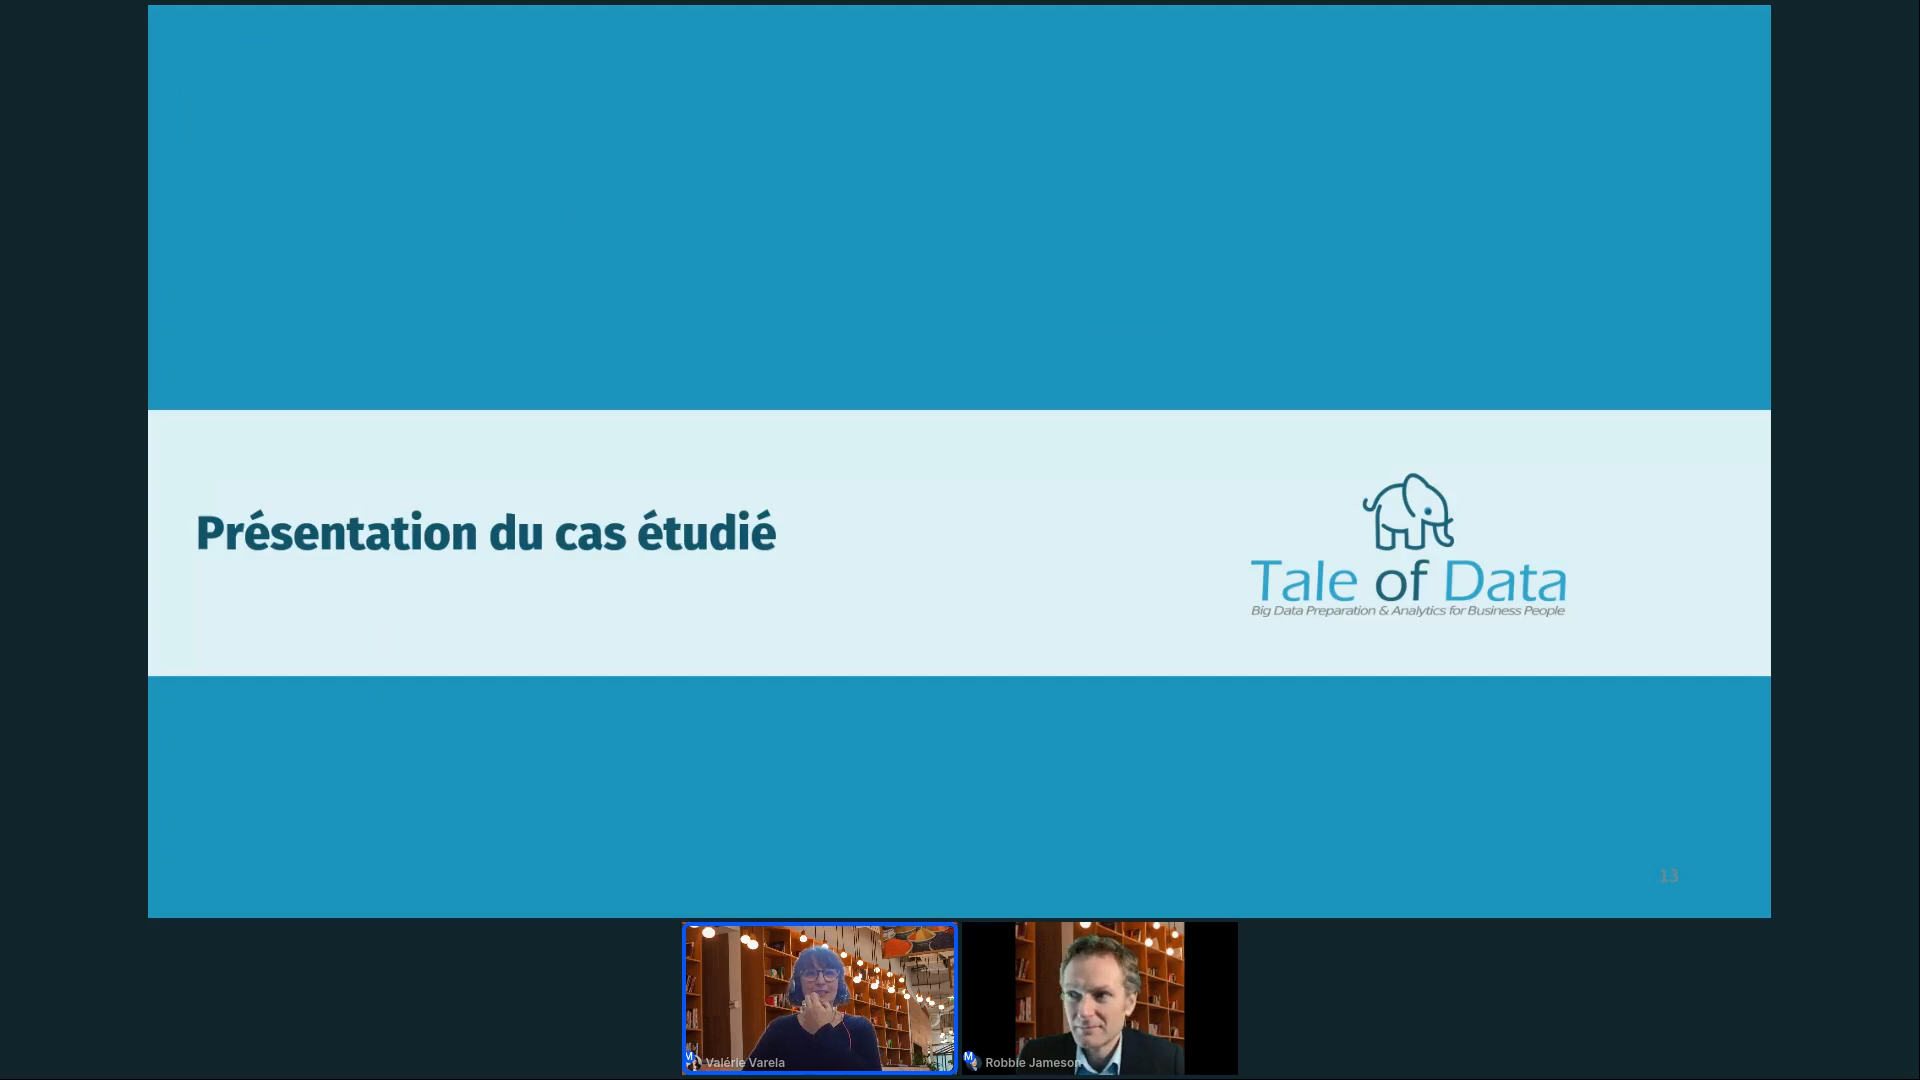 Présentation du cas étudié
Tale of Data
Big Data Preparation & Analytics for Business People
13
M
Valérie Varela
M
Robbie Jameson